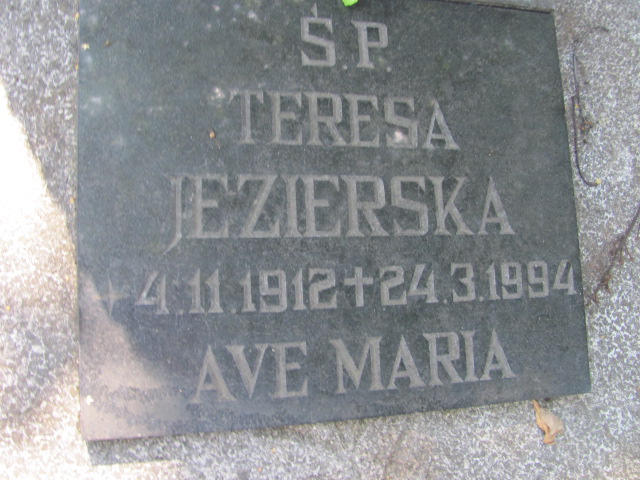 Ś.P
TERESA
JEZIERSKA
*4.11.1912 †24.3.1994
AVE MARIA